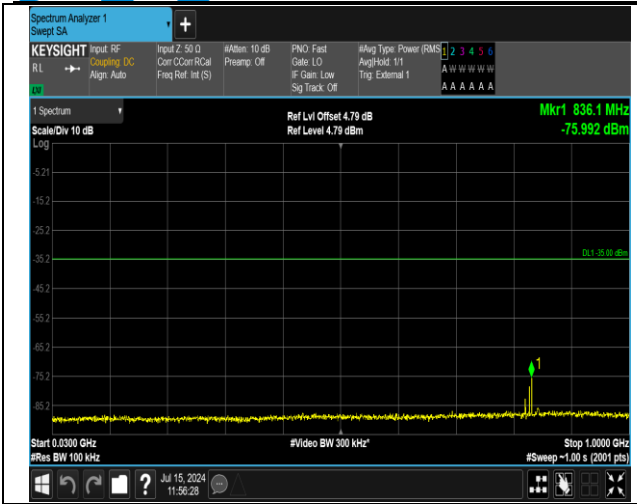 Spectrum Analyzer 1
Swept SA
+
KEYSIGHT Input: RF Input Z: 50 Ω #Atten: 10 dB PNO: Fast #Avg Type: Power (RMS 1 2 3 4 5 6
RL Coupling: DC Corr CCorr RCal Preamp: Off Gate: LO Avg|Hold: 1/1 A W W W W W
Align: Auto Freq Ref: Int (S) IF Gain: Low Trig: External 1
LXI Sig Track: Off A A A A A A
1 Spectrum Ref Lvl Offset 4.79 dB Mkr1 836.1 MHz
Scale/Div 10 dB Ref Level 4.79 dBm -75.992 dBm
Log
-5.21
-15.2
-25.2
DL1 -35.00 dBm
-35.2
-45.2
-55.2
-65.2
1
-75.2
-85.2
Start 0.0300 GHz #Video BW 300 kHz* Stop 1.0000 GHz
#Res BW 100 kHz #Sweep ~1.00 s (2001 pts)
? Jul 15, 2024
11:56:28